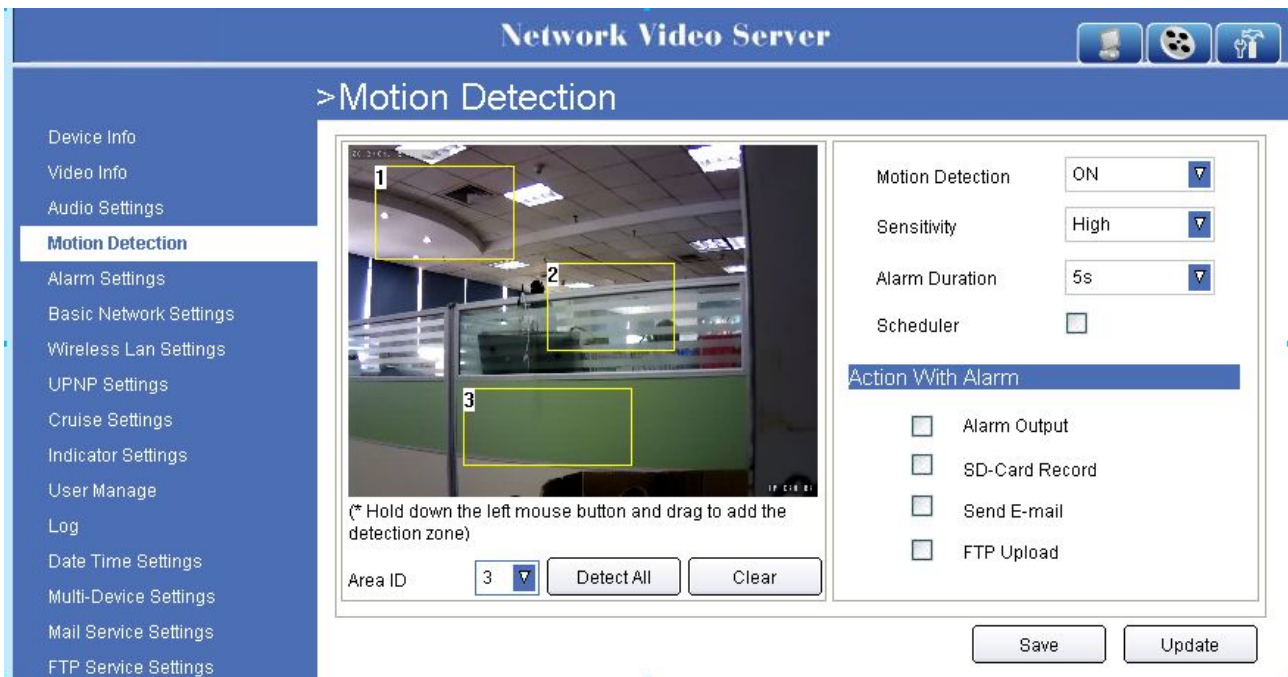 Network Video Server
>Motion Detection
Device Info
Video Info
Audio Settings
Motion Detection
Alarm Settings
Basic Network Settings
Wireless Lan Settings
UPNP Settings
Cruise Settings
Indicator Settings
User Manage
Log
Date Time Settings
Multi-Device Settings
Mail Service Settings
FTP Service Settings
1
2
3
(* Hold down the left mouse button and drag to add the
detection zone)
Area ID 3 Detect All Clear
Motion Detection ON
Sensitivity High
Alarm Duration 5s
Scheduler
Action With Alarm
Alarm Output
SD-Card Record
Send E-mail
FTP Upload
Save Update